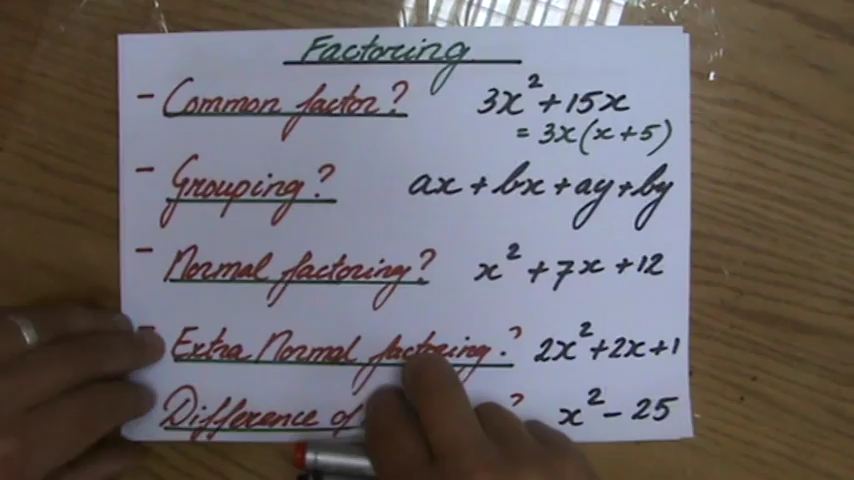 Factoring
- Common factor? 3x² + 15x
= 3x(x + 5)
- Grouping? ax + bx + ay + by
- Normal factoring? x² + 7x + 12
- Extra Normal factoring? 2x² + 2x + 1
Difference of ? x² - 25